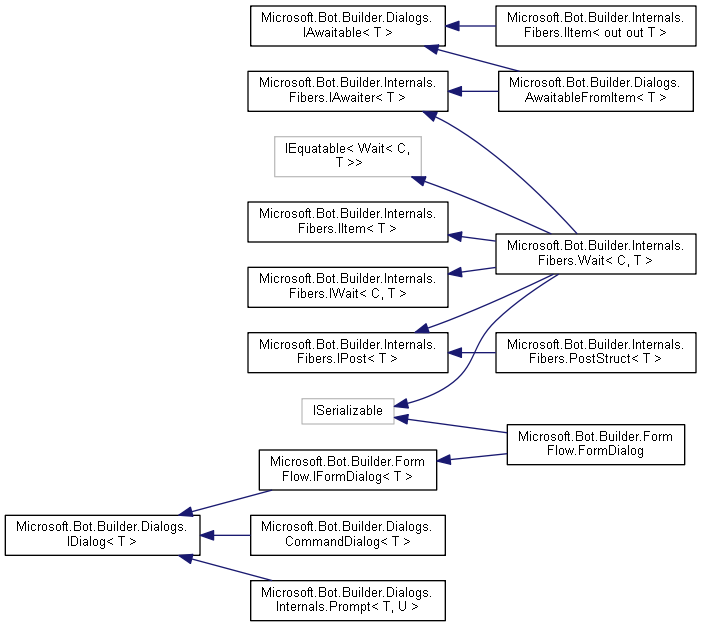 Microsoft.Bot.Builder.Dialogs.
IAwaitable< T >
Microsoft.Bot.Builder.Internals.
Fibers.IItem< out out T >
Microsoft.Bot.Builder.Internals.
Fibers.IAwaiter< T >
Microsoft.Bot.Builder.Dialogs.
AwaitableFromItem< T >
IEquatable< Wait< C,
T >>
Microsoft.Bot.Builder.Internals.
Fibers.IItem< T >
Microsoft.Bot.Builder.Internals.
Fibers.Wait< C, T >
Microsoft.Bot.Builder.Internals.
Fibers.IWait< C, T >
Microsoft.Bot.Builder.Internals.
Fibers.IPost< T >
Microsoft.Bot.Builder.Internals.
Fibers.PostStruct< T >
ISerializable
Microsoft.Bot.Builder.Form
Flow.FormDialog
Microsoft.Bot.Builder.Form
Flow.IFormDialog< T >
Microsoft.Bot.Builder.Dialogs.
IDialog< T >
Microsoft.Bot.Builder.Dialogs.
CommandDialog< T >
Microsoft.Bot.Builder.Dialogs.
Internals.Prompt< T, U >